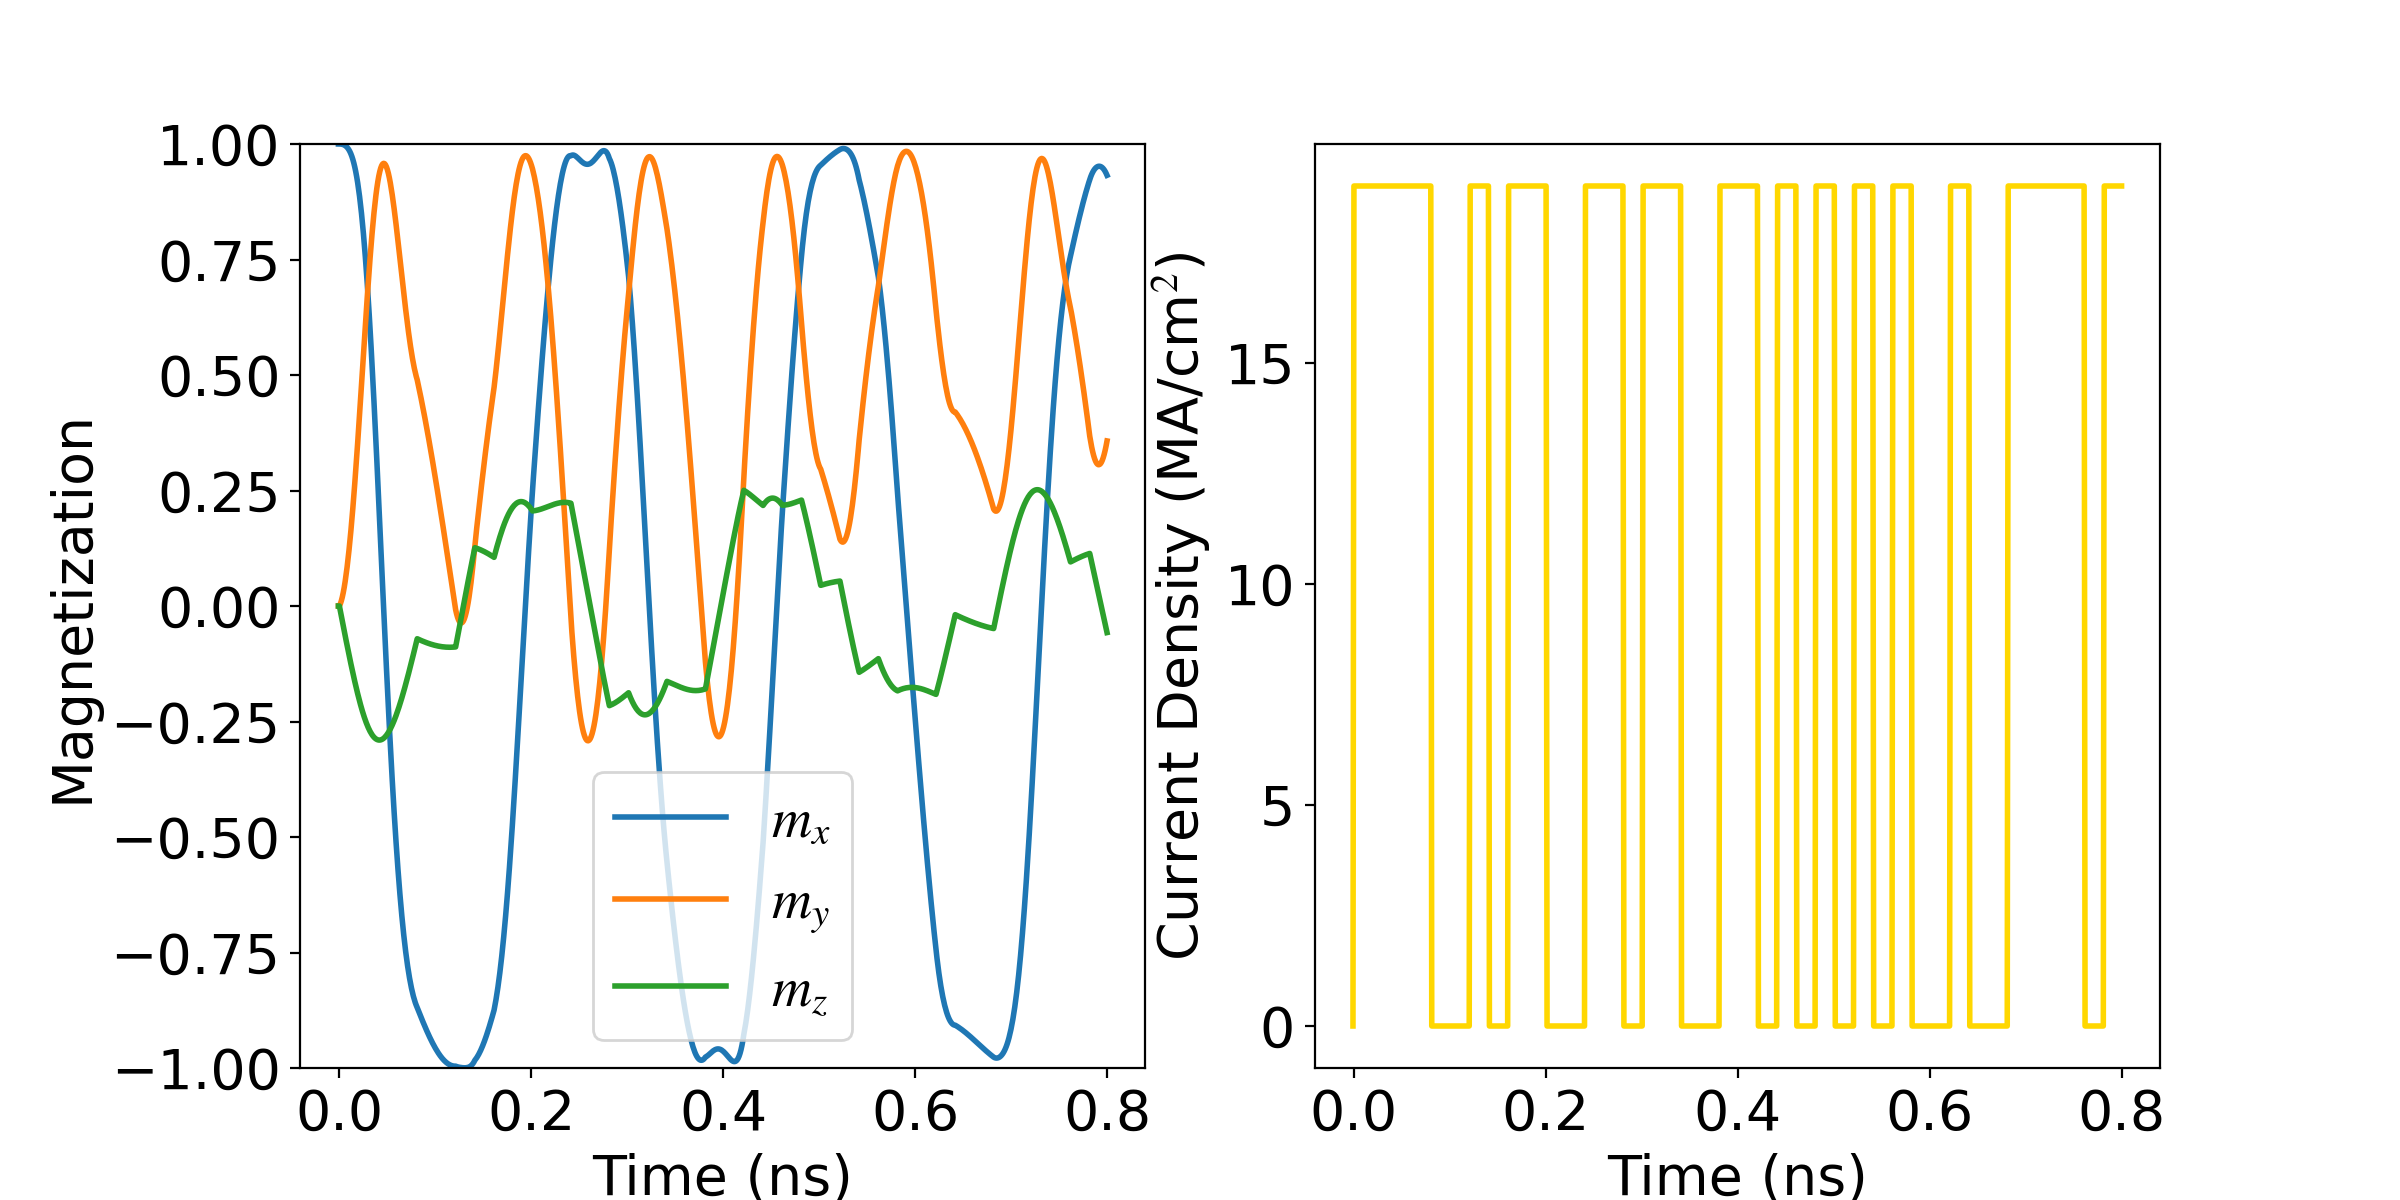 1.00
0.75
0.50
0.25
0.00
−0.25
−0.50
−0.75
−1.00
Magnetization
0.0 0.2 0.4 0.6 0.8
Time (ns)
m_x
m_y
m_z
15
10
5
0
Current Density (MA/cm²)
0.0 0.2 0.4 0.6 0.8
Time (ns)